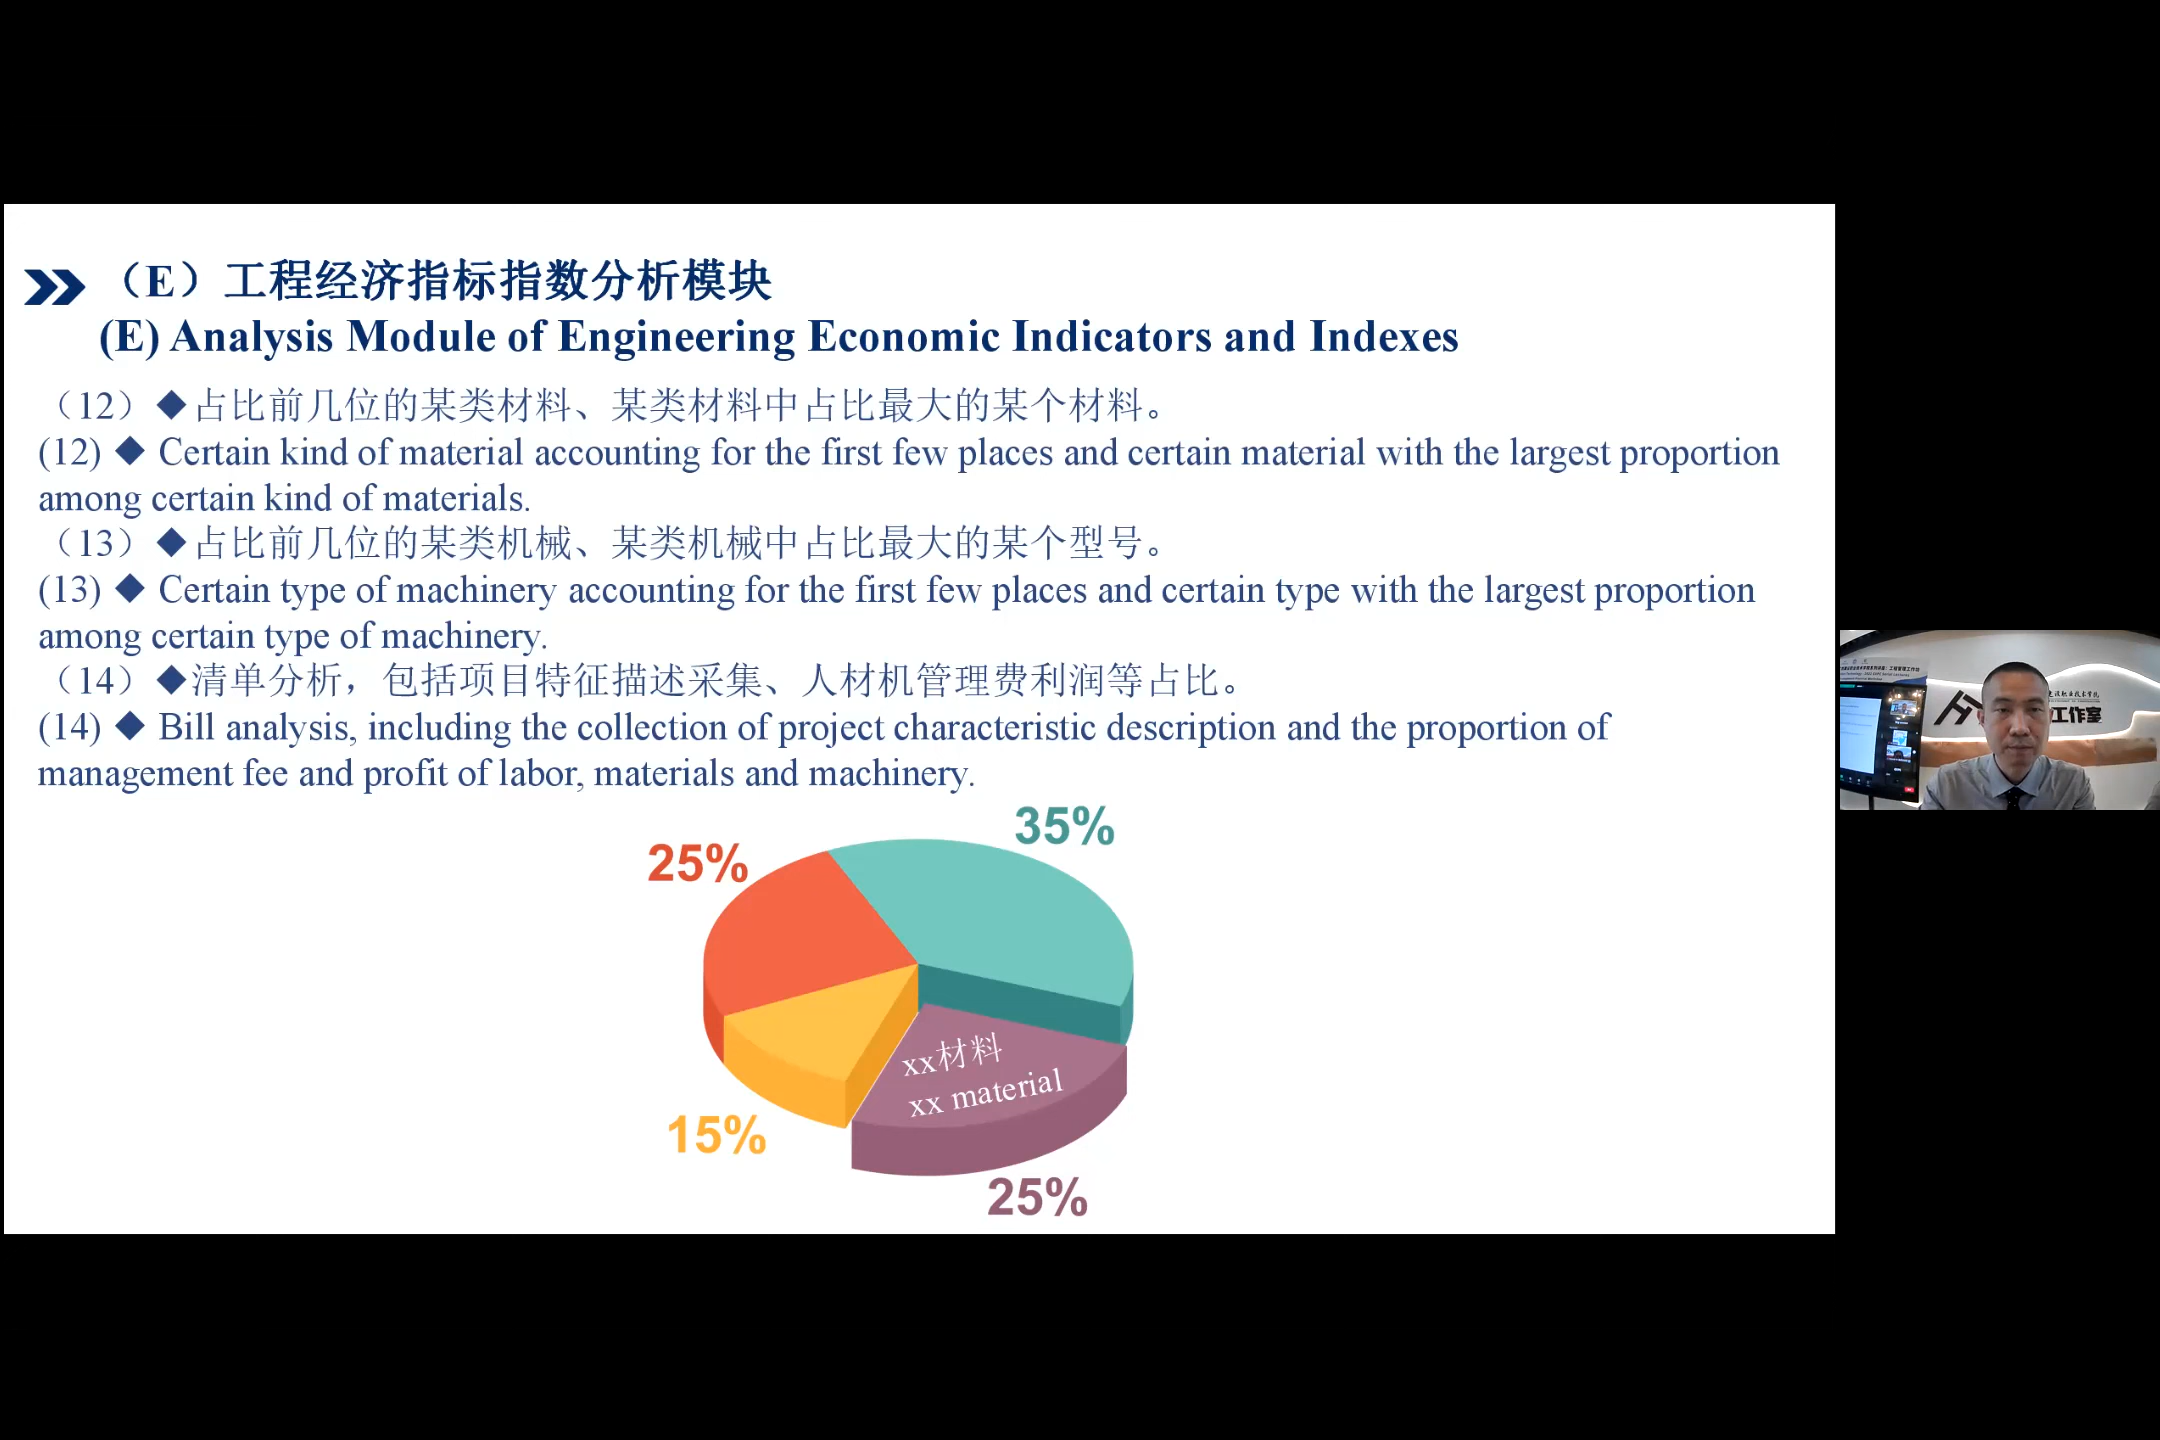 （E）工程经济指标指数分析模块
(E) Analysis Module of Engineering Economic Indicators and Indexes
（12）◆占比前几位的某类材料、某类材料中占比最大的某个材料。
(12) ◆ Certain kind of material accounting for the first few places and certain material with the largest proportion
among certain kind of materials.
（13）◆占比前几位的某类机械、某类机械中占比最大的某个型号。
(13) ◆ Certain type of machinery accounting for the first few places and certain type with the largest proportion
among certain type of machinery.
（14）◆清单分析，包括项目特征描述采集、人材机管理费利润等占比。
(14) ◆ Bill analysis, including the collection of project characteristic description and the proportion of
management fee and profit of labor, materials and machinery.
35%
25%
xx材料
xx material
15%
25%
工作室